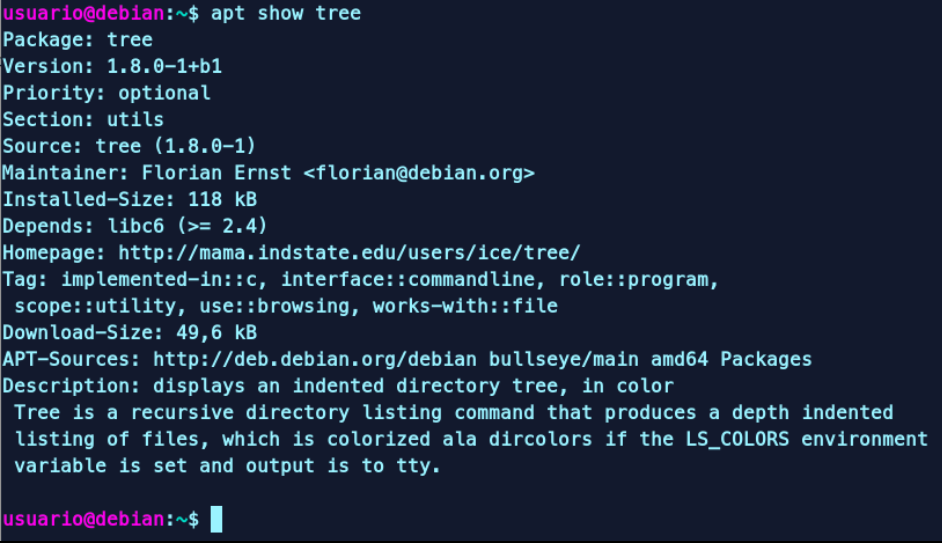 usuario@debian:~$ apt show tree
Package: tree
Version: 1.8.0-1+b1
Priority: optional
Section: utils
Source: tree (1.8.0-1)
Maintainer: Florian Ernst <florian@debian.org>
Installed-Size: 118 kB
Depends: libc6 (>= 2.4)
Homepage: http://mama.indstate.edu/users/ice/tree/
Tag: implemented-in::c, interface::commandline, role::program,
 scope::utility, use::browsing, works-with::file
Download-Size: 49,6 kB
APT-Sources: http://deb.debian.org/debian bullseye/main amd64 Packages
Description: displays an indented directory tree, in color
 Tree is a recursive directory listing command that produces a depth indented
 listing of files, which is colorized ala dircolors if the LS_COLORS environment
 variable is set and output is to tty.

usuario@debian:~$